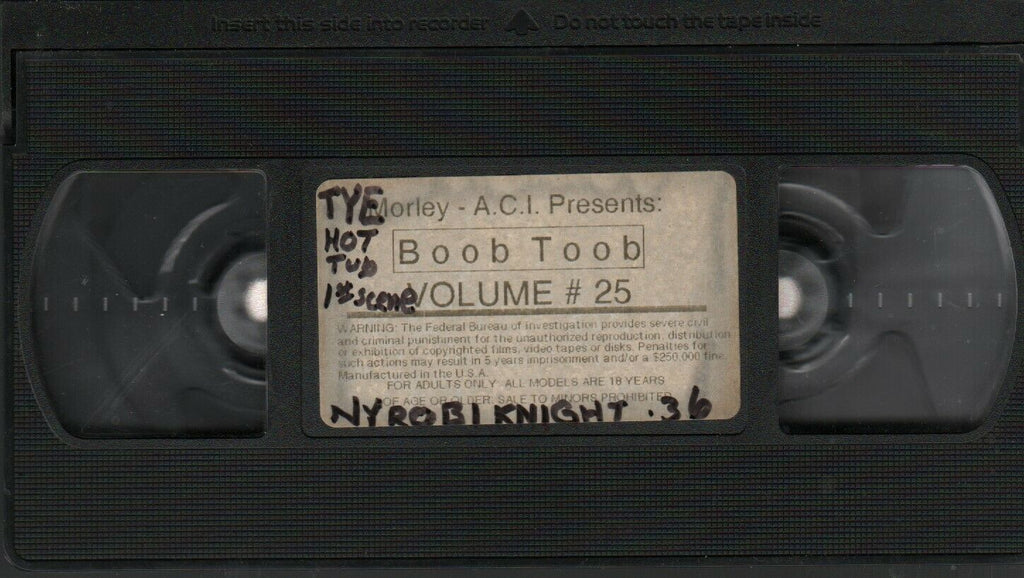 Insert this side into recorder Do not touch the tape inside
TYE Morley - A.C.I. Presents:
HOT Boob Toob
TUB
1st scene VOLUME # 25
WARNING: The Federal Bureau of investigation provides severe civil
and criminal punishment for the unauthorized reproduction, distribution
or exhibition of copyrighted films, video tapes or disks. Penalties for
such actions may result in 5 years imprisonment and/or a $250,000 fine.
Manufactured in the U.S.A.
FOR ADULTS ONLY. ALL MODELS ARE 18 YEARS
OF AGE OR OLDER. SALE TO MINORS PROHIBITED
NYROBI KNIGHT .36